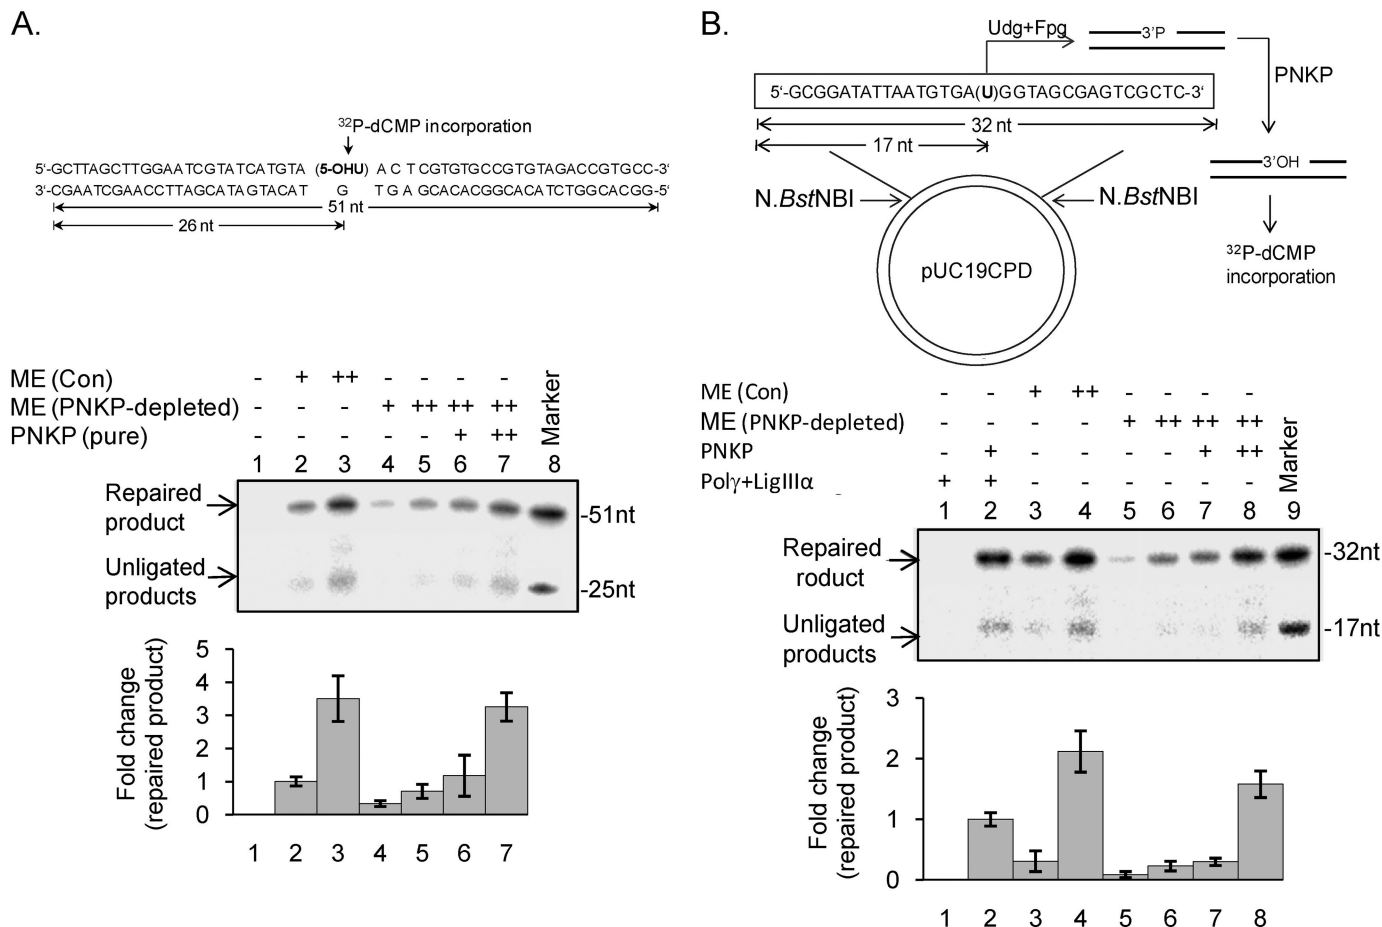 A.
32P-dCMP incorporation
5'-GCTTAGCTTGGAATCGTATCATGTA (5-OHU) A C T CGTGTGCCGTGTAGACCGTGCC-3'
3'-CGAATCGAACCTTAGCATAGTACAT G TG A GCACACGGCACATCTGGCACGG-5'
51 nt
26 nt
ME (Con) - + ++ - - - -
ME (PNKP-depleted) - - - + ++ ++ ++
PNKP (pure) - - - - - + ++
Marker
1 2 3 4 5 6 7 8
Repaired
product
Unligated
products
-51nt
-25nt
Fold change
(repaired product)
5
4
3
2
1
0
1 2 3 4 5 6 7
B.
Udg+Fpg
3'P
PNKP
5'-GCGGATATTAATGTGA(U)GGTAGCGAGTCGCTC-3'
32 nt
17 nt
3'OH
N.BstNBI
N.BstNBI
pUC19CPD
32P-dCMP
incorporation
ME (Con) - - + ++ - - - -
ME (PNKP-depleted) - - - - + ++ ++ ++
PNKP - + - - - - + ++
Polγ+LigIIIα + + - - - - - -
Marker
1 2 3 4 5 6 7 8 9
Repaired
roduct
Unligated
products
-32nt
-17nt
Fold change
(repaired product)
3
2
1
0
1 2 3 4 5 6 7 8